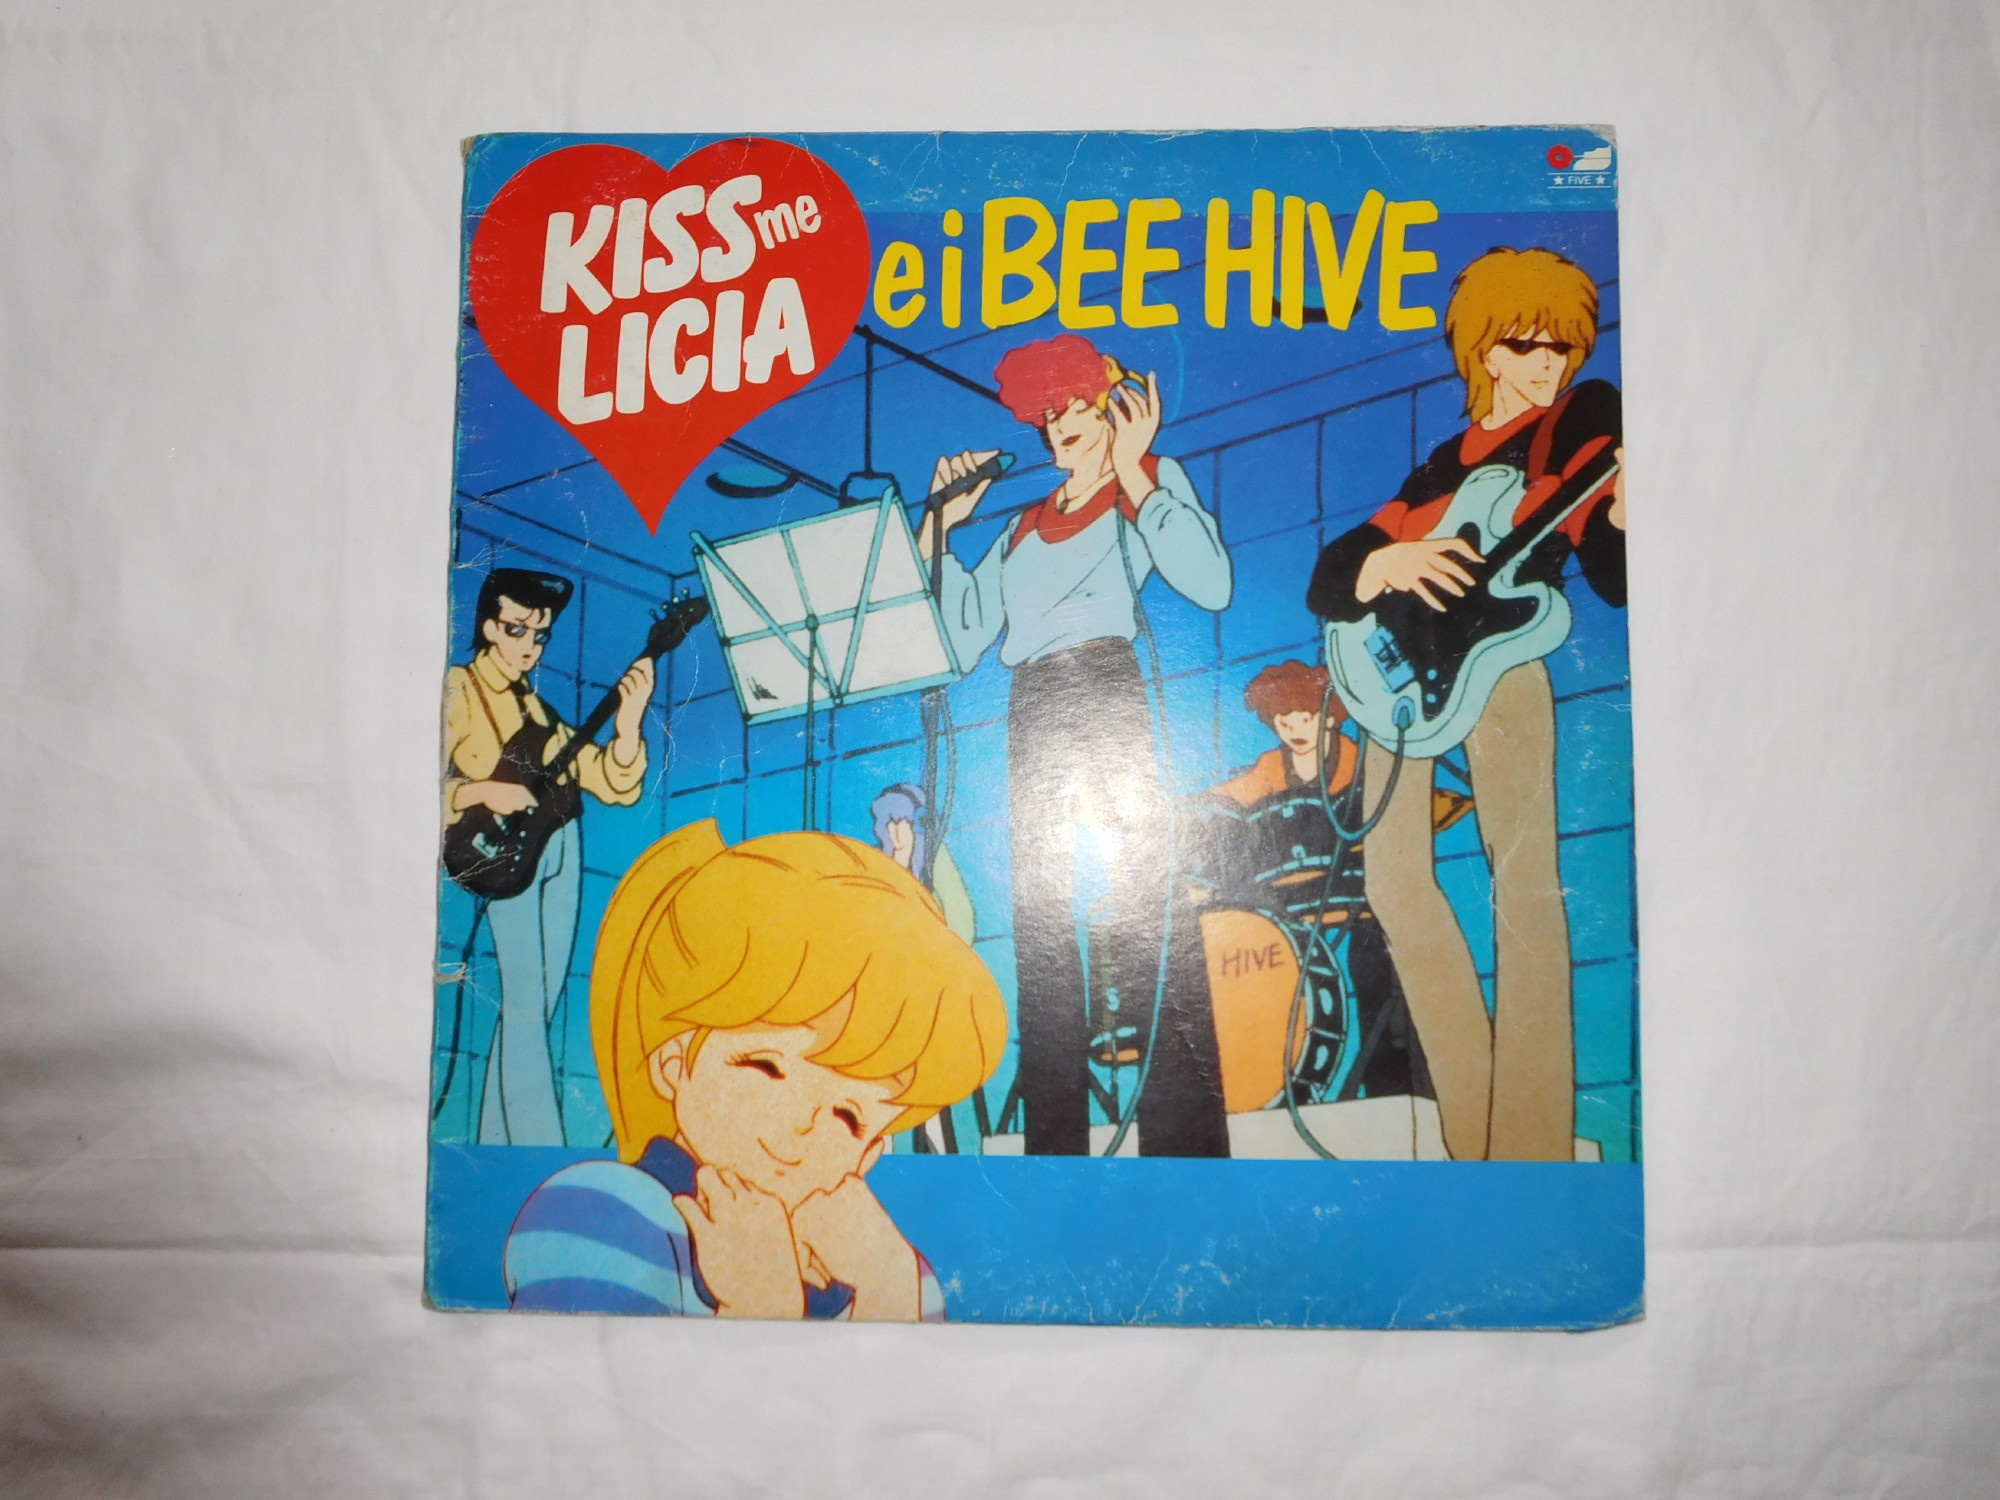 KISS me
LICIA
e i BEE HIVE
★ FIVE ★
HIVE
S